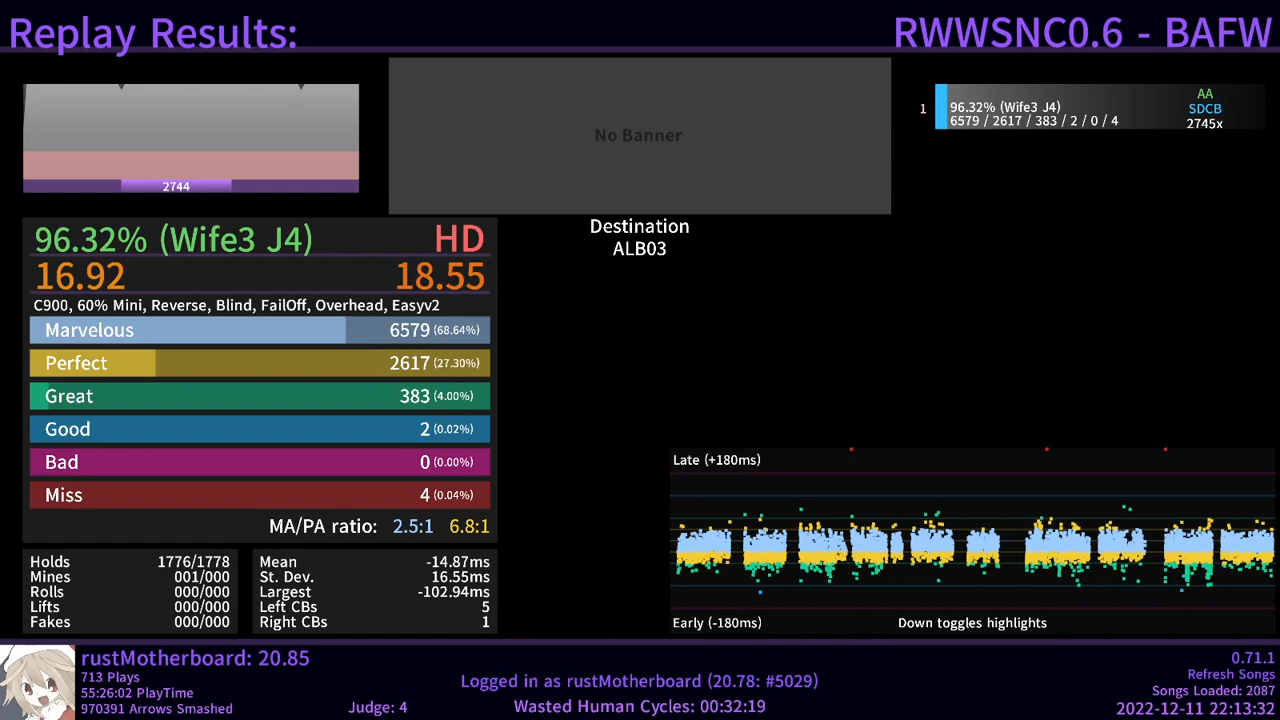 Replay Results:
RWWSNC0.6 - BAFW
2744
No Banner
1
96.32% (Wife3 J4)
6579 / 2617 / 383 / 2 / 0 / 4
AA
SDCB
2745x
Destination
ALB03
96.32% (Wife3 J4) HD
16.92 18.55
C900, 60% Mini, Reverse, Blind, FailOff, Overhead, Easyv2
Marvelous 6579 (68.64%)
Perfect 2617 (27.30%)
Great 383 (4.00%)
Good 2 (0.02%)
Bad 0 (0.00%)
Miss 4 (0.04%)
MA/PA ratio: 2.5:1 6.8:1
Holds 1776/1778
Mines 001/000
Rolls 000/000
Lifts 000/000
Fakes 000/000
Mean -14.87ms
St. Dev. 16.55ms
Largest -102.94ms
Left CBs 5
Right CBs 1
Late (+180ms)
Early (-180ms)
Down toggles highlights
rustMotherboard: 20.85
713 Plays
55:26:02 PlayTime
970391 Arrows Smashed
Judge: 4
Logged in as rustMotherboard (20.78: #5029)
Wasted Human Cycles: 00:32:19
0.71.1
Refresh Songs
Songs Loaded: 2087
2022-12-11 22:13:32